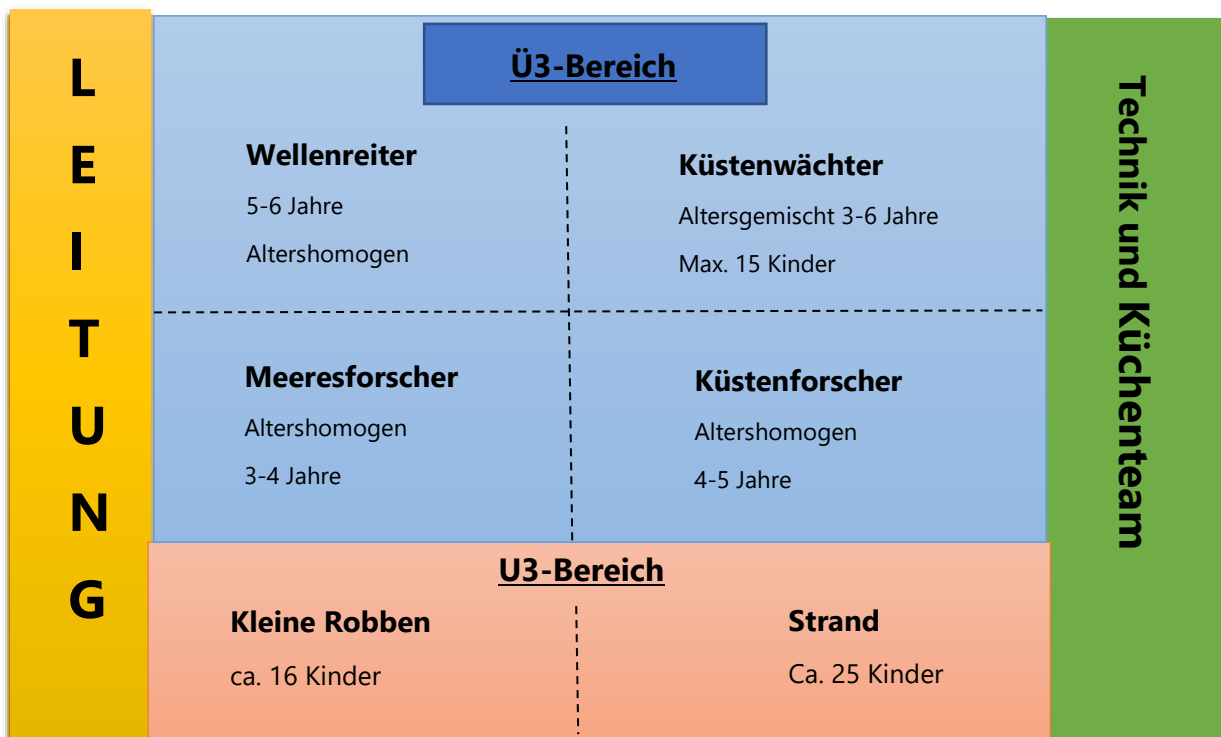 LEITUNG
Ü3-Bereich
Wellenreiter
5-6 Jahre
Altershomogen
Küstenwächter
Altersgemischt 3-6 Jahre
Max. 15 Kinder
Meeresforscher
Altershomogen
3-4 Jahre
Küstenforscher
Altershomogen
4-5 Jahre
U3-Bereich
Kleine Robben
ca. 16 Kinder
Strand
Ca. 25 Kinder
Technik und Küchenteam